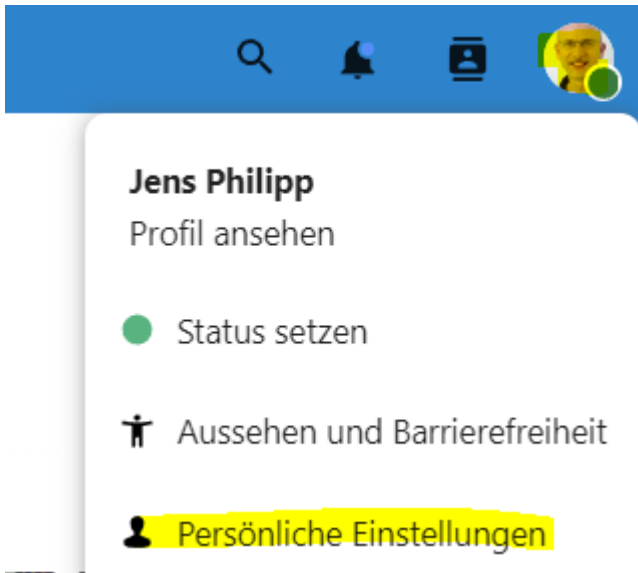 Jens Philipp
Profil ansehen
Status setzen
Aussehen und Barrierefreiheit
Persönliche Einstellungen